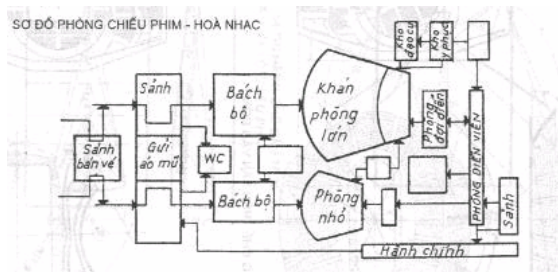 SƠ ĐỒ PHÒNG CHIẾU PHIM - HOÀ NHẠC
Kho
đạo cụ
Kho
y phục
Sảnh
Bách
bộ
Khán
phòng
lớn
Phòng
đợi diễn
PHÒNG DIỄN VIÊN
Sảnh
bán vé
Gửi
áo mũ
WC
Bách bộ
Phòng
nhỏ
Sảnh
Hành chính